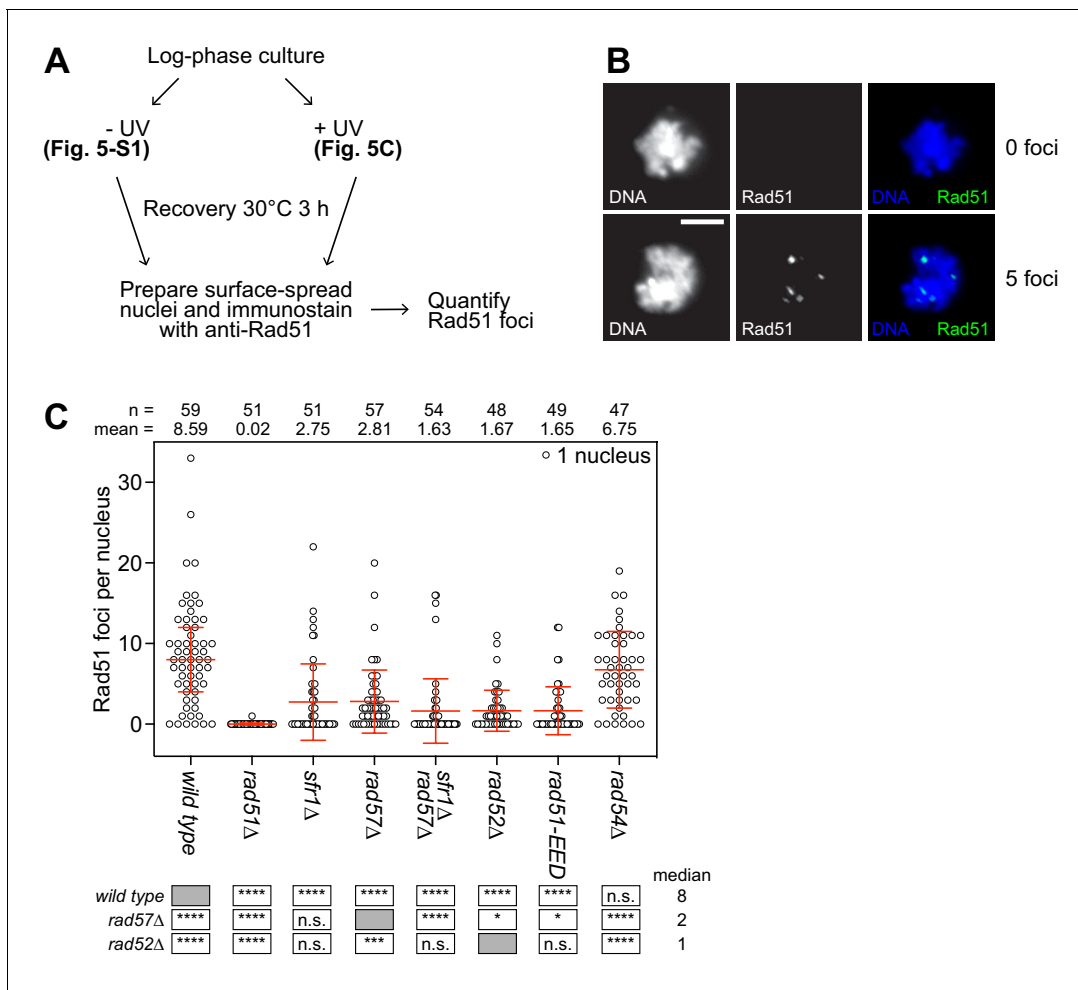 A
Log-phase culture
- UV
(Fig. 5-S1)
+ UV
(Fig. 5C)
Recovery 30°C 3 h
Prepare surface-spread
nuclei and immunostain
with anti-Rad51
Quantify
Rad51 foci
B
DNA
Rad51
DNA Rad51
0 foci
DNA
Rad51
DNA Rad51
5 foci
C
n = 59 51 51 57 54 48 49 47
mean = 8.59 0.02 2.75 2.81 1.63 1.67 1.65 6.75
1 nucleus
Rad51 foci per nucleus
30
20
10
0
wild type
rad51Δ
sfr1Δ
rad57Δ
sfr1Δ
rad57Δ
rad52Δ
rad51-EED
rad54Δ
median
wild type **** **** **** **** **** **** n.s. 8
rad57Δ **** **** n.s. **** * * **** 2
rad52Δ **** **** n.s. *** n.s. n.s. **** 1